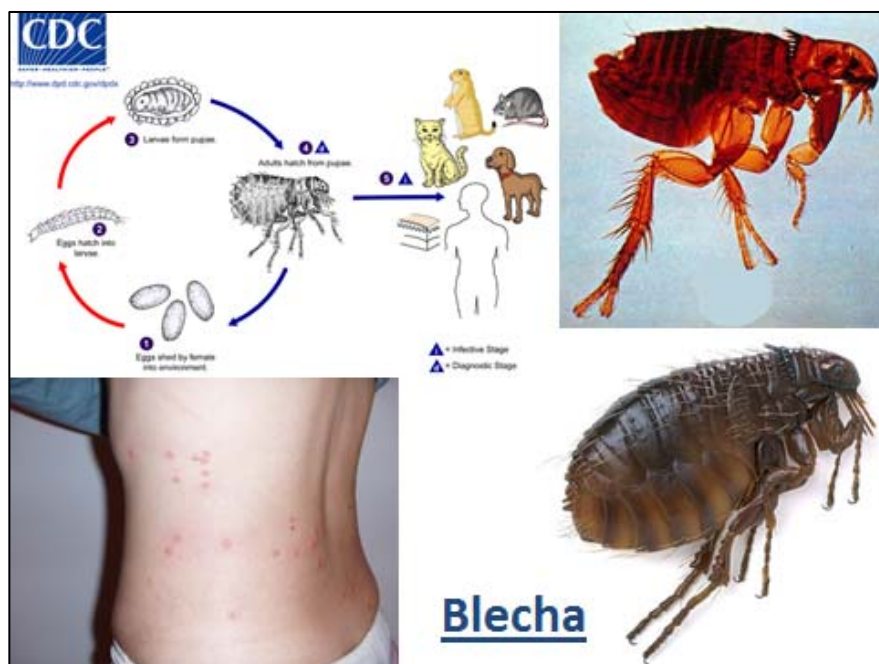 CDC
http://www.dpd.cdc.gov/dpdx
3 Larvae form pupae.
4 d
Adults hatch from pupae.
5 i
2
Eggs hatch into
larvae.
1
Eggs shed by female
into environment.
i = Infective Stage
d = Diagnostic Stage
Blecha